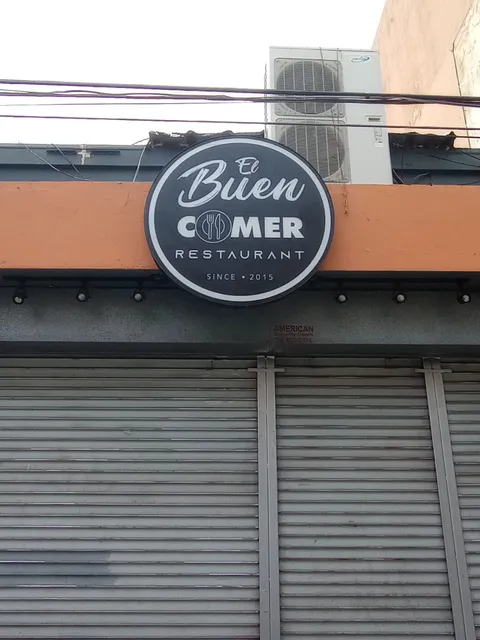 El
Buen
COMER
RESTAURANT
SINCE • 2015
AMERICAN